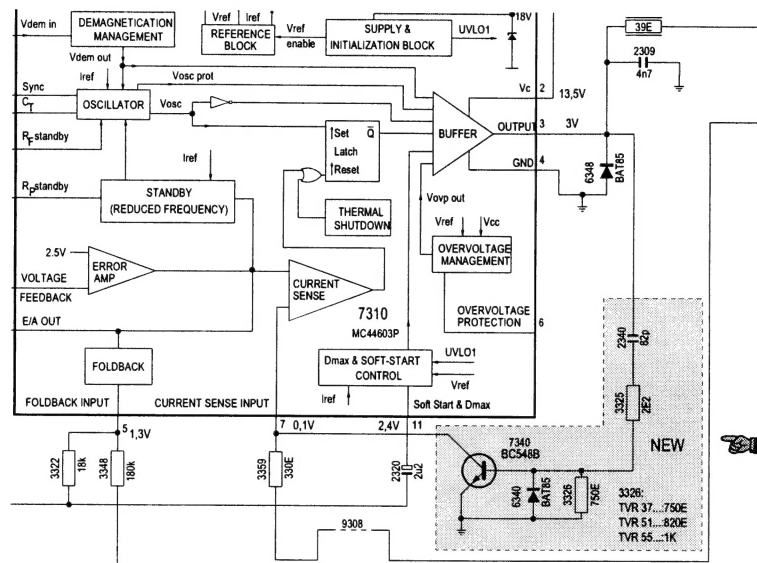 Vdem in
DEMAGNETICATION
MANAGEMENT
Vref
Iref
REFERENCE
BLOCK
Vref
enable
SUPPLY &
INITIALIZATION BLOCK
UVLO1
18V
39E
2309
4n7
Vdem out
Iref
Vosc prot
Sync
CT
OSCILLATOR
Vosc
RF standby
Vc
2
13,5V
BUFFER
OUTPUT
3
3V
GND
4
6348
BAT85
Set
Q
Latch
Reset
Iref
RP standby
STANDBY
(REDUCED FREQUENCY)
THERMAL
SHUTDOWN
Vovp out
Vref
Vcc
OVERVOLTAGE
MANAGEMENT
2.5V
ERROR
AMP
VOLTAGE
FEEDBACK
CURRENT
SENSE
7310
MC44603P
OVERVOLTAGE
PROTECTION
6
E/A OUT
FOLDBACK
Dmax & SOFT-START
CONTROL
UVLO1
Vref
Iref
FOLDBACK INPUT
CURRENT SENSE INPUT
Soft Start & Dmax
2340
82p
3325
2E2
NEW
5
1,3V
7
0,1V
2,4V
11
7340
BC548B
3322
18k
3348
180k
3359
330E
2320
2u2
6340
BAT85
3326
750E
3326:
TVR 37...:750E
TVR 51...:820E
TVR 55...:1K
9308